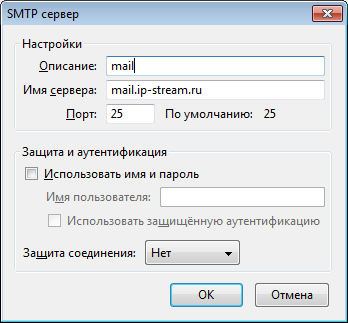 SMTP сервер
Настройки
Описание: mail
Имя сервера: mail.ip-stream.ru
Порт: 25 По умолчанию: 25
Защита и аутентификация
Использовать имя и пароль
Имя пользователя:
Использовать защищённую аутентификацию
Защита соединения: Нет
ОК Отмена